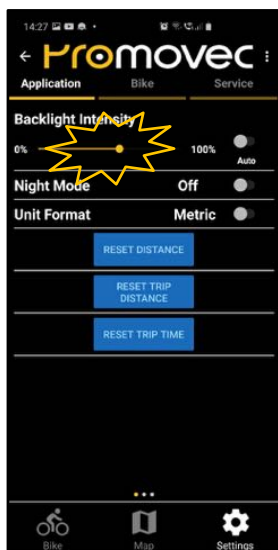 14:27
Promovec
Application Bike Service
Backlight Intensity
0% 100%
Auto
Night Mode Off
Unit Format Metric
RESET DISTANCE
RESET TRIP
DISTANCE
RESET TRIP TIME
Bike Map Settings